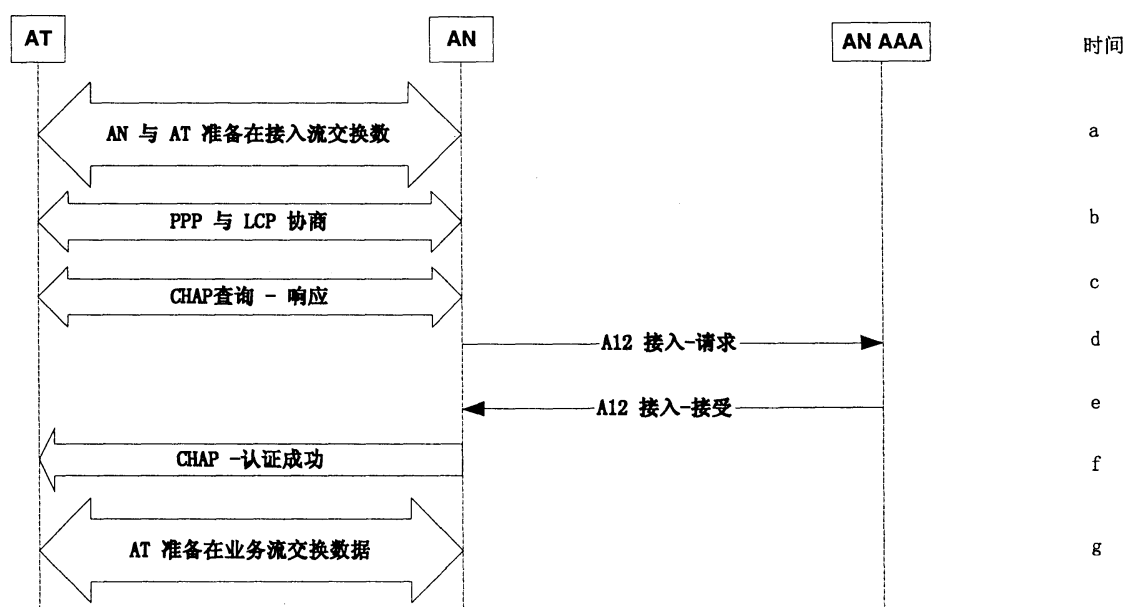 AT
AN
AN AAA
时间
AN 与 AT 准备在接入流交换数
a
PPP 与 LCP 协商
b
CHAP查询 - 响应
c
A12 接入-请求
d
A12 接入-接受
e
CHAP -认证成功
f
AT 准备在业务流交换数据
g